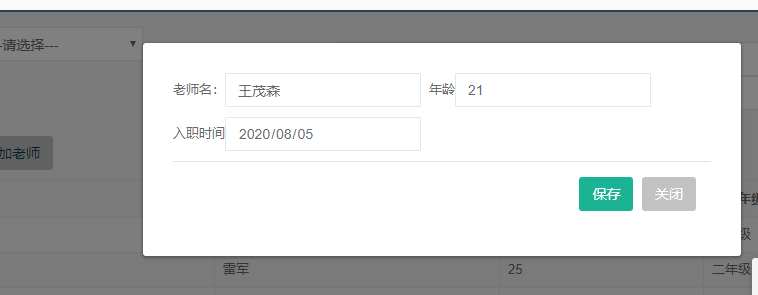 -请选择---
老师名： 王茂森 年龄 21
入职时间 2020/08/05
加老师
保存 关闭
年级
级
雷军 25 二年级